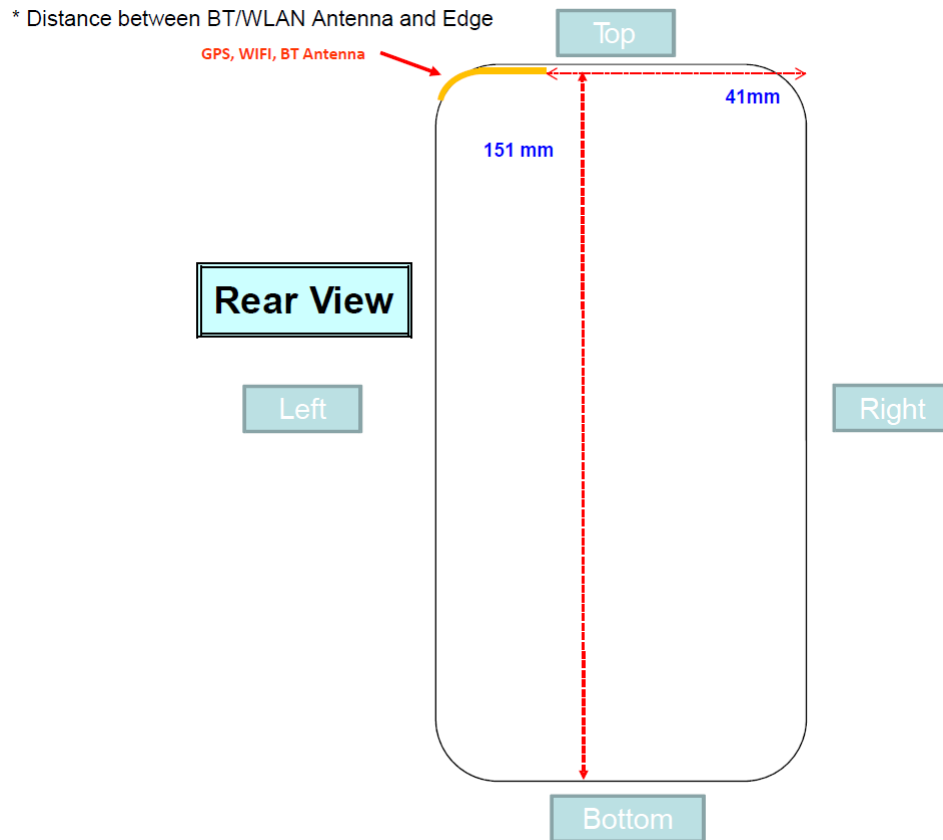 * Distance between BT/WLAN Antenna and Edge
Top
GPS, WIFI, BT Antenna
41mm
151 mm
Rear View
Left
Right
Bottom